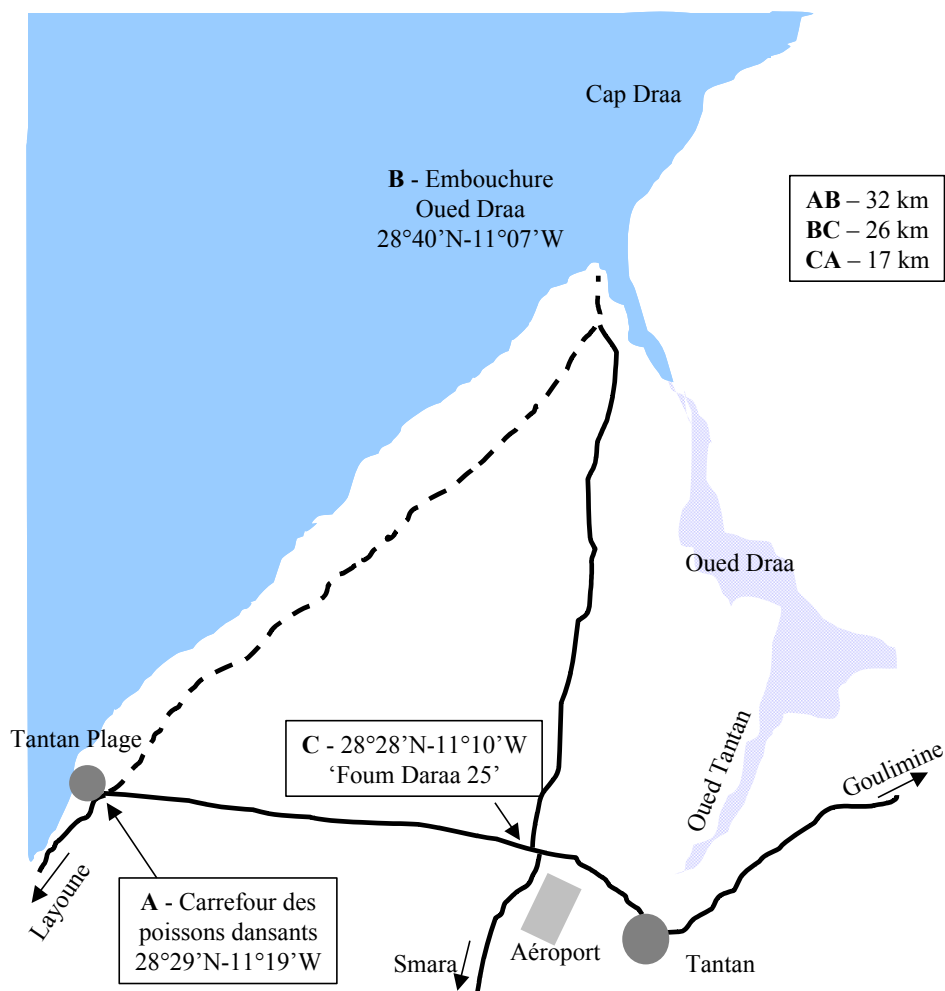 Cap Draa
B - Embouchure
Oued Draa
28°40’N-11°07’W
AB – 32 km
BC – 26 km
CA – 17 km
Oued Draa
Tantan Plage
C - 28°28’N-11°10’W
‘Foum Daraa 25’
Oued Tantan
Goulimine
Layoune
A - Carrefour des
poissons dansants
28°29’N-11°19’W
Smara
Aéroport
Tantan